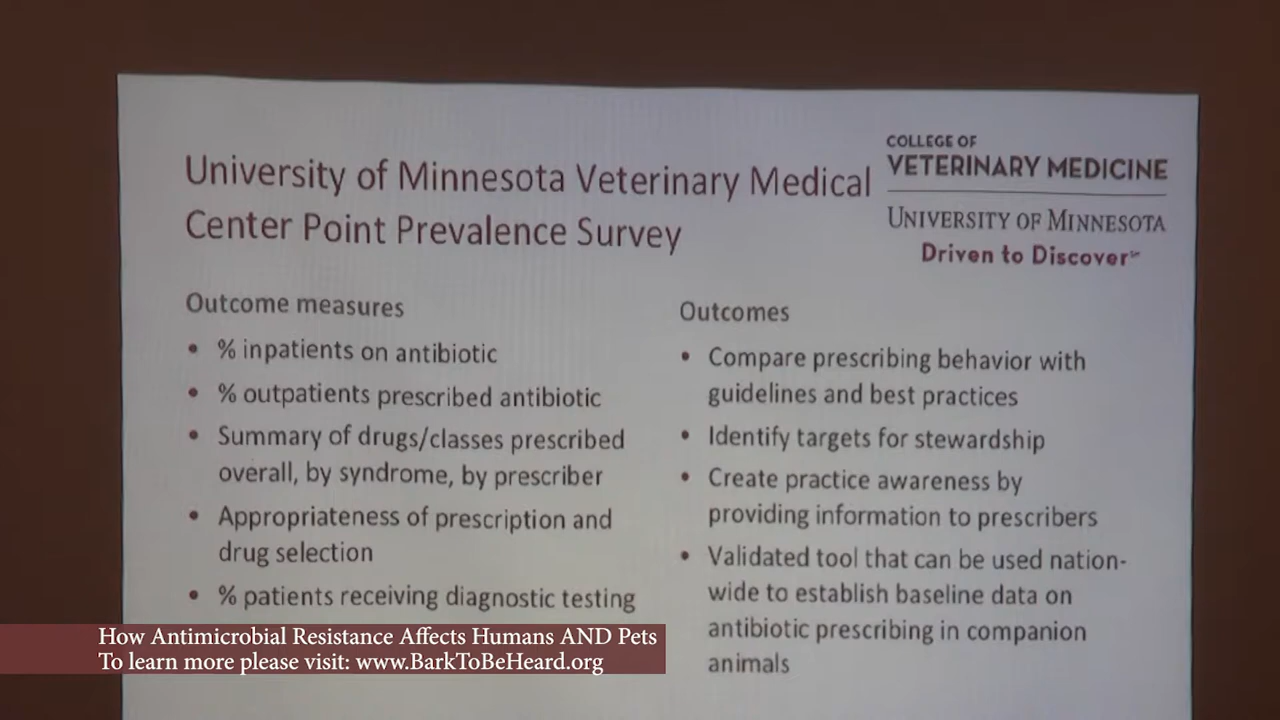 University of Minnesota Veterinary Medical
Center Point Prevalence Survey
COLLEGE OF
VETERINARY MEDICINE
UNIVERSITY OF MINNESOTA
Driven to Discover℠
Outcome measures
• % inpatients on antibiotic
• % outpatients prescribed antibiotic
• Summary of drugs/classes prescribed
overall, by syndrome, by prescriber
• Appropriateness of prescription and
drug selection
• % patients receiving diagnostic testing
Outcomes
• Compare prescribing behavior with
guidelines and best practices
• Identify targets for stewardship
• Create practice awareness by
providing information to prescribers
• Validated tool that can be used nation-
wide to establish baseline data on
antibiotic prescribing in companion
animals
How Antimicrobial Resistance Affects Humans AND Pets
To learn more please visit: www.BarkToBeHeard.org